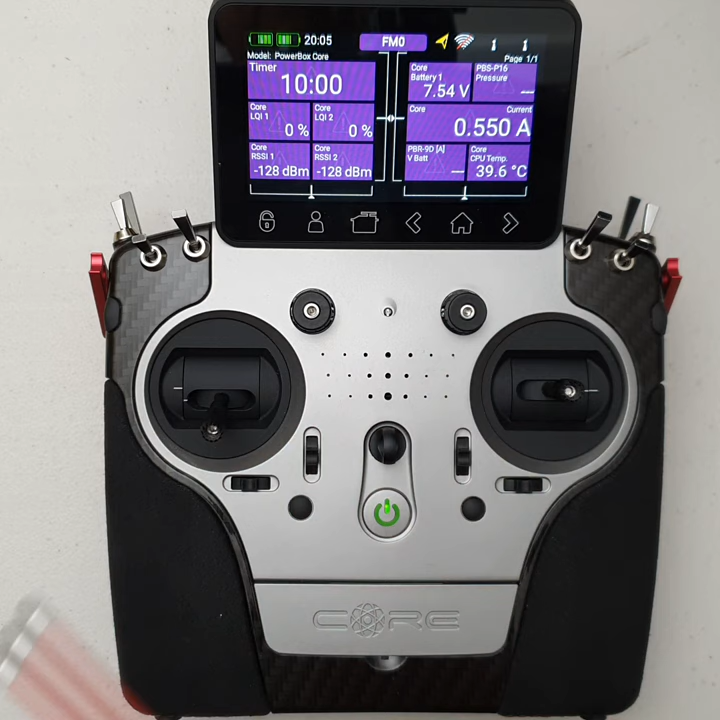 20:05
FM0
1 1
Model: PowerBox Core
Page 1/1
Timer
10:00
Core
Battery 1
7.54 V
PBS-P16
Pressure
---
Core
LQI 1
0 %
Core
LQI 2
0 %
Core
Current
0.550 A
Core
RSSI 1
-128 dBm
Core
RSSI 2
-128 dBm
PBR-9D [A]
V Batt
---
Core
CPU Temp.
39.6 °C
CORE